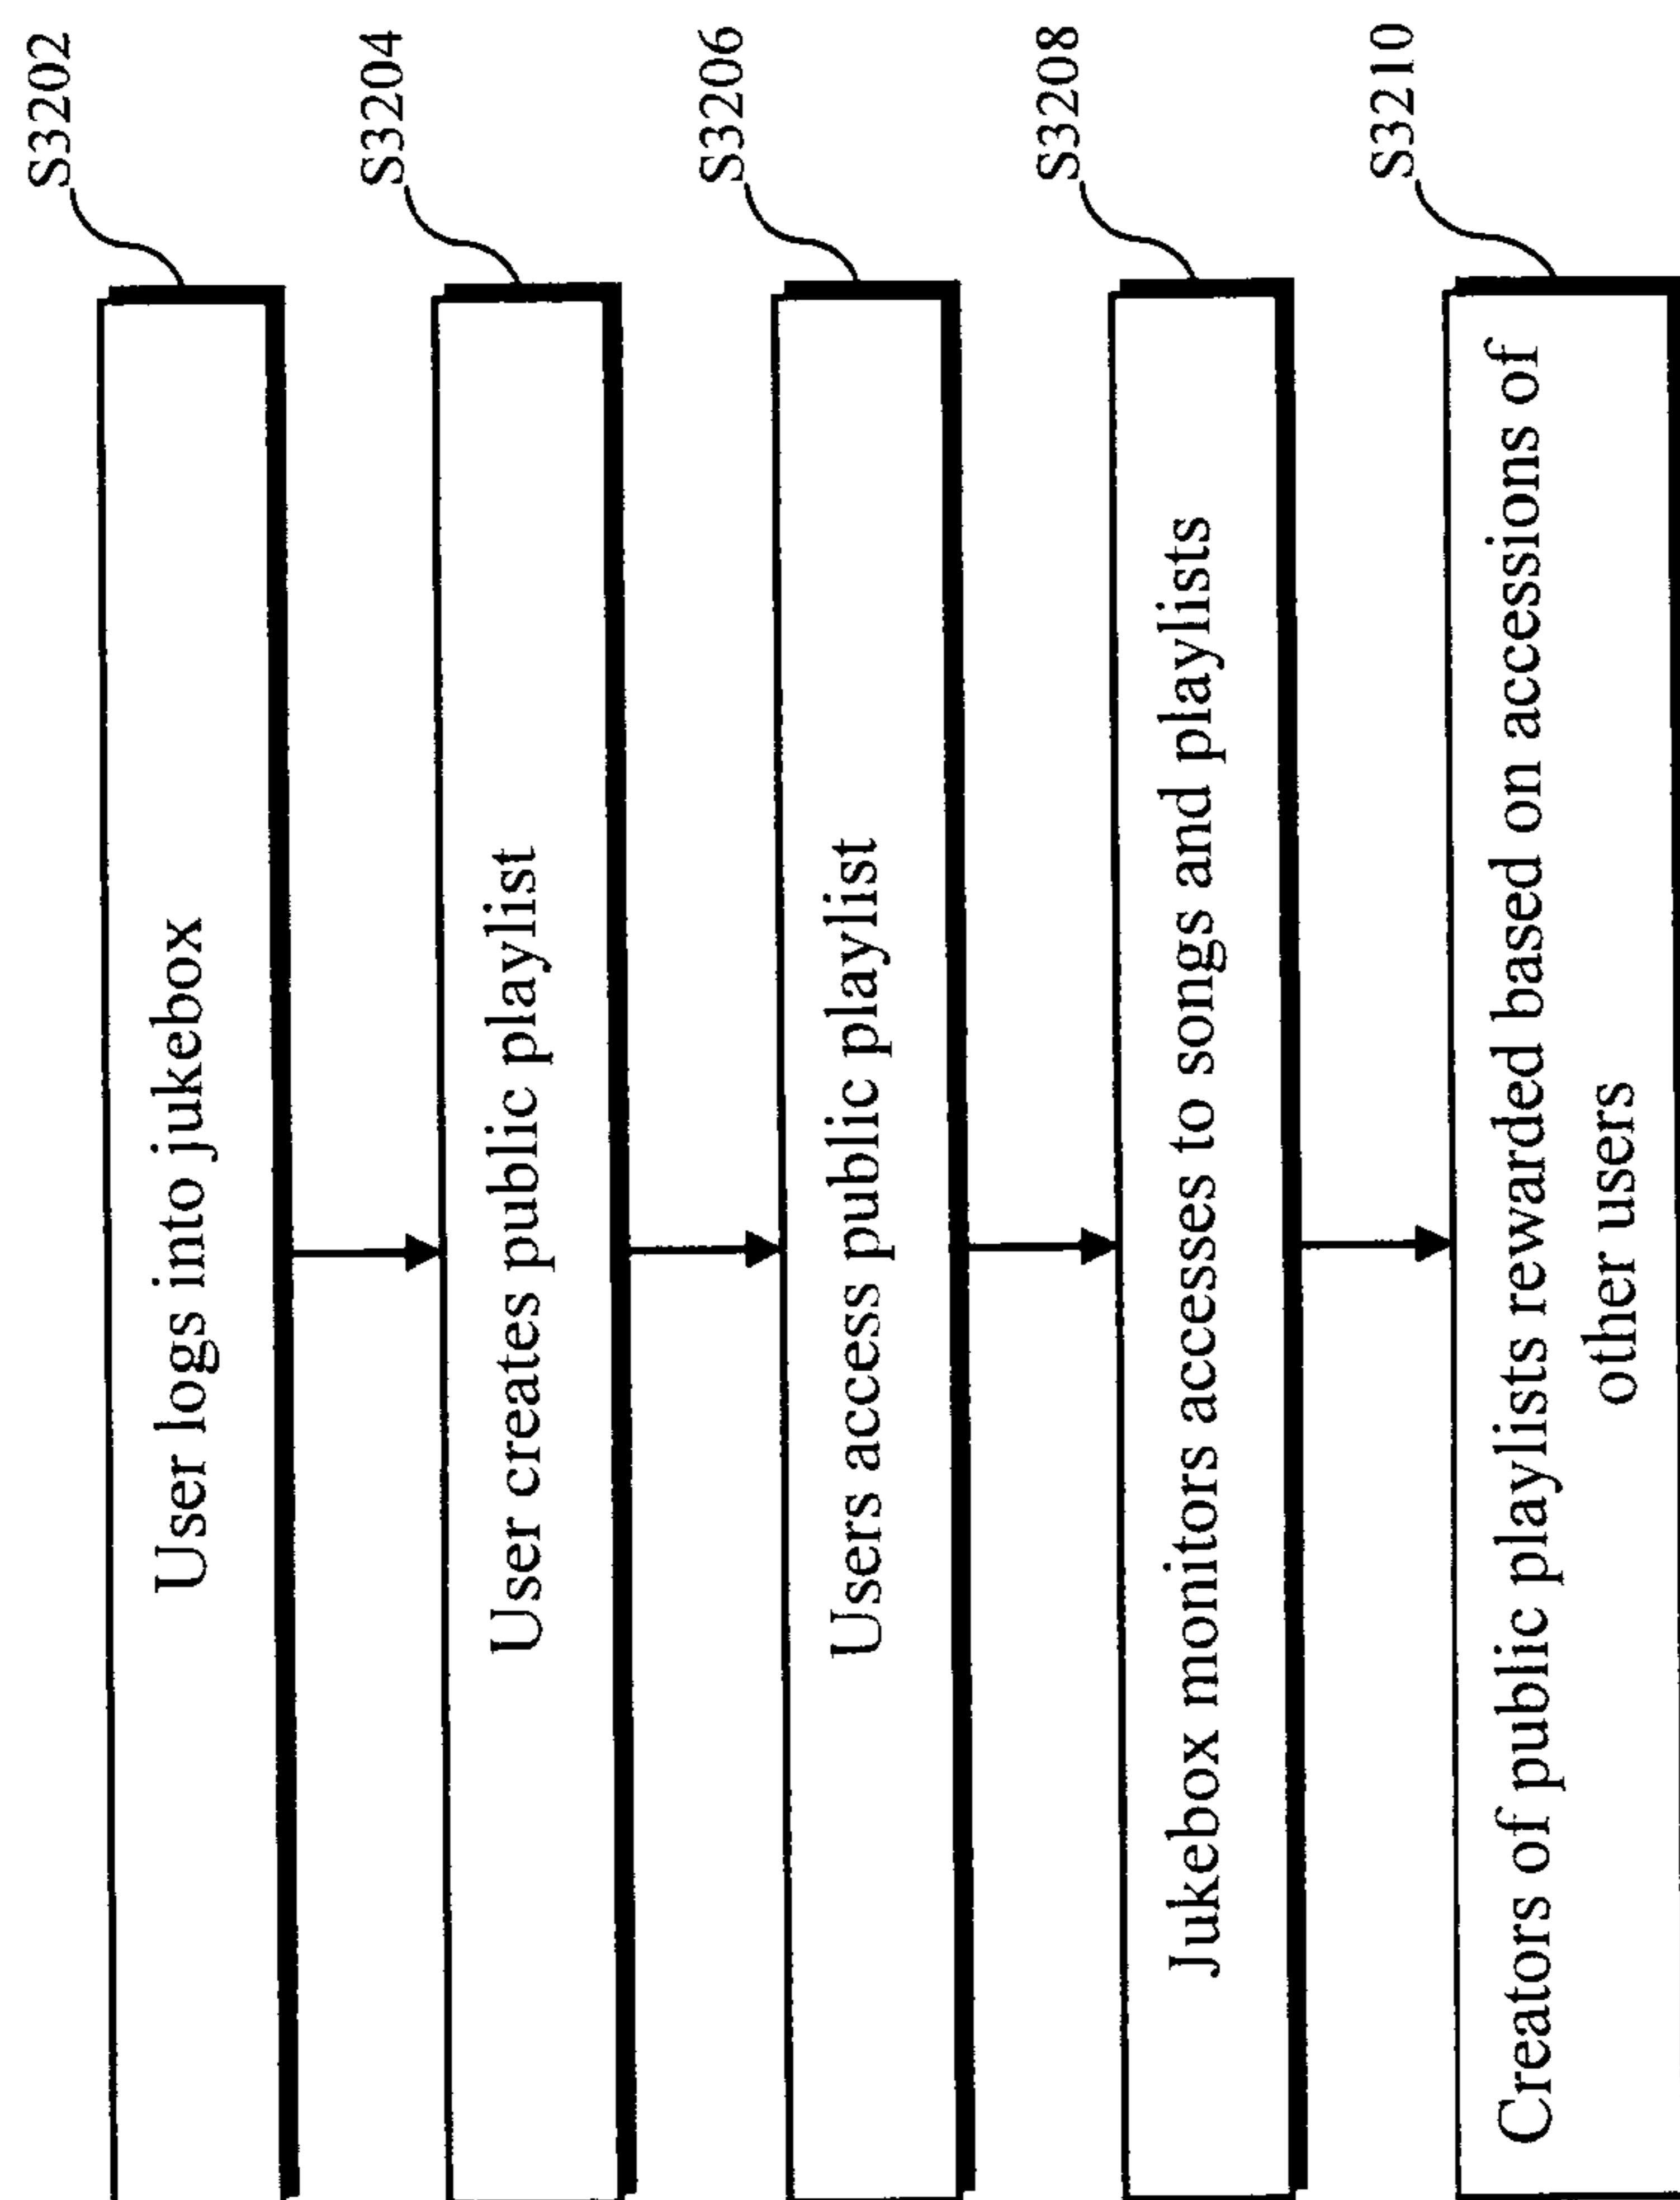 S3202
User logs into jukebox
S3204
User creates public playlist
S3206
Users access public playlist
S3208
Jukebox monitors accesses to songs and playlists
S3210
Creators of public playlists rewarded based on accessions of
other users